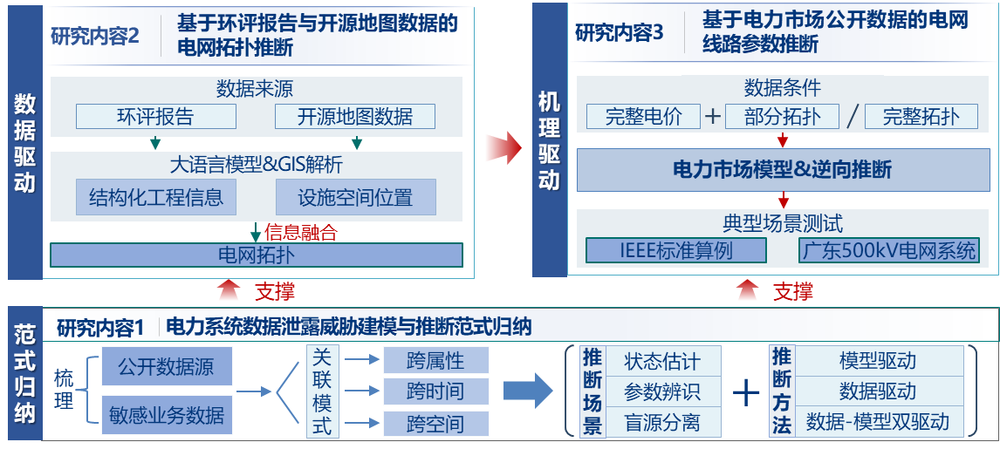 数据驱动
研究内容2
基于环评报告与开源地图数据的
电网拓扑推断
数据来源
环评报告
开源地图数据
大语言模型&GIS解析
结构化工程信息
设施空间位置
信息融合
电网拓扑
支撑
机理驱动
研究内容3
基于电力市场公开数据的电网
线路参数推断
数据条件
完整电价
+
部分拓扑
/
完整拓扑
电力市场模型&逆向推断
典型场景测试
IEEE标准算例
广东500kV电网系统
支撑
范式归纳
研究内容1
电力系统数据泄露威胁建模与推断范式归纳
梳理
公开数据源
敏感业务数据
关联模式
跨属性
跨时间
跨空间
推断场景
状态估计
参数辨识
盲源分离
+
推断方法
模型驱动
数据驱动
数据-模型双驱动